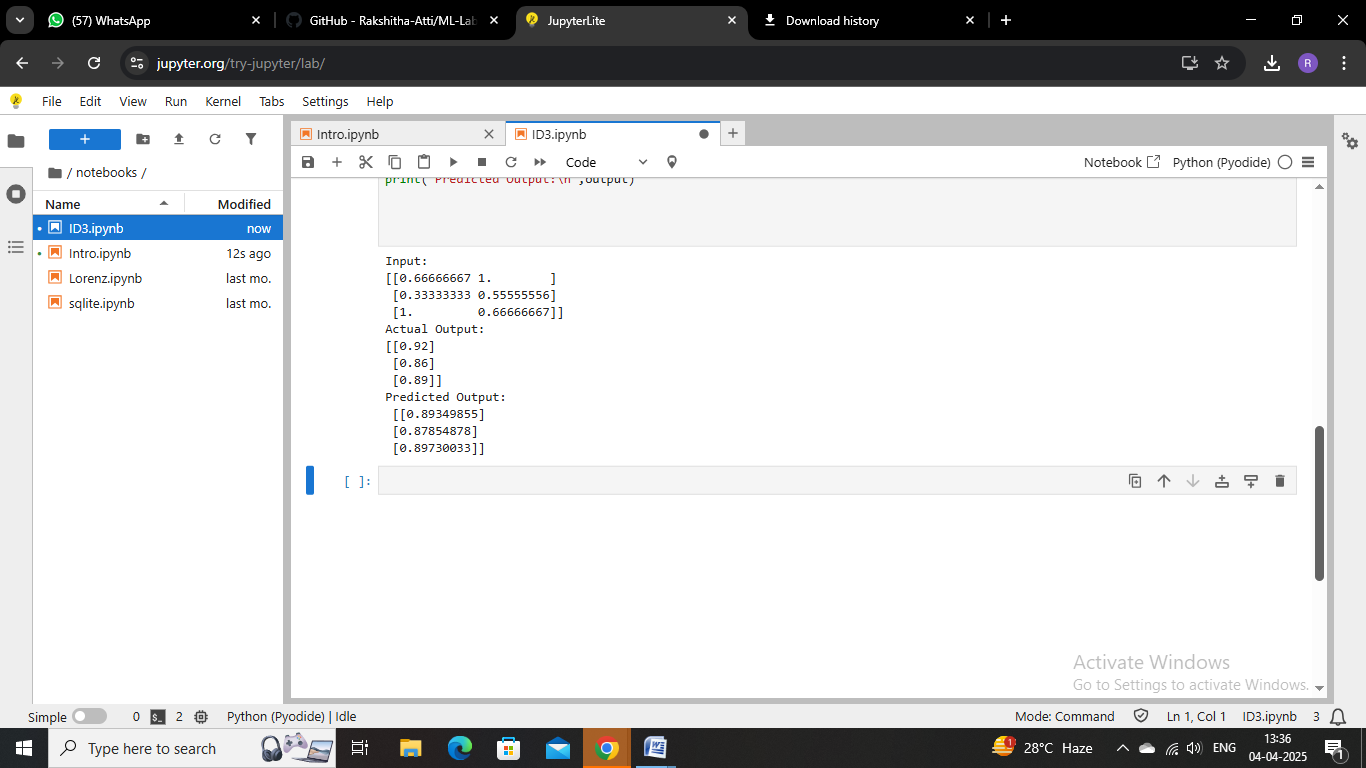 (57) WhatsApp
GitHub - Rakshitha-Atti/ML-Lab
JupyterLite
Download history
jupyter.org/try-jupyter/lab/
R
File Edit View Run Kernel Tabs Settings Help
Intro.ipynb
ID3.ipynb
Code
Notebook
Python (Pyodide)
/ notebooks /
Name Modified
ID3.ipynb now
Intro.ipynb 12s ago
Lorenz.ipynb last mo.
sqlite.ipynb last mo.
print("Predicted Output:\n",output)
Input:
[[0.66666667 1.        ]
 [0.33333333 0.55555556]
 [1.         0.66666667]]
Actual Output:
[[0.92]
 [0.86]
 [0.89]]
Predicted Output:
 [[0.89349855]
 [0.87854878]
 [0.89730033]]
[ ]:
Activate Windows
Go to Settings to activate Windows.
Simple 0 2 Python (Pyodide) | Idle Mode: Command Ln 1, Col 1 ID3.ipynb 3
Type here to search
1
28°C Haze
ENG
13:36
04-04-2025
1